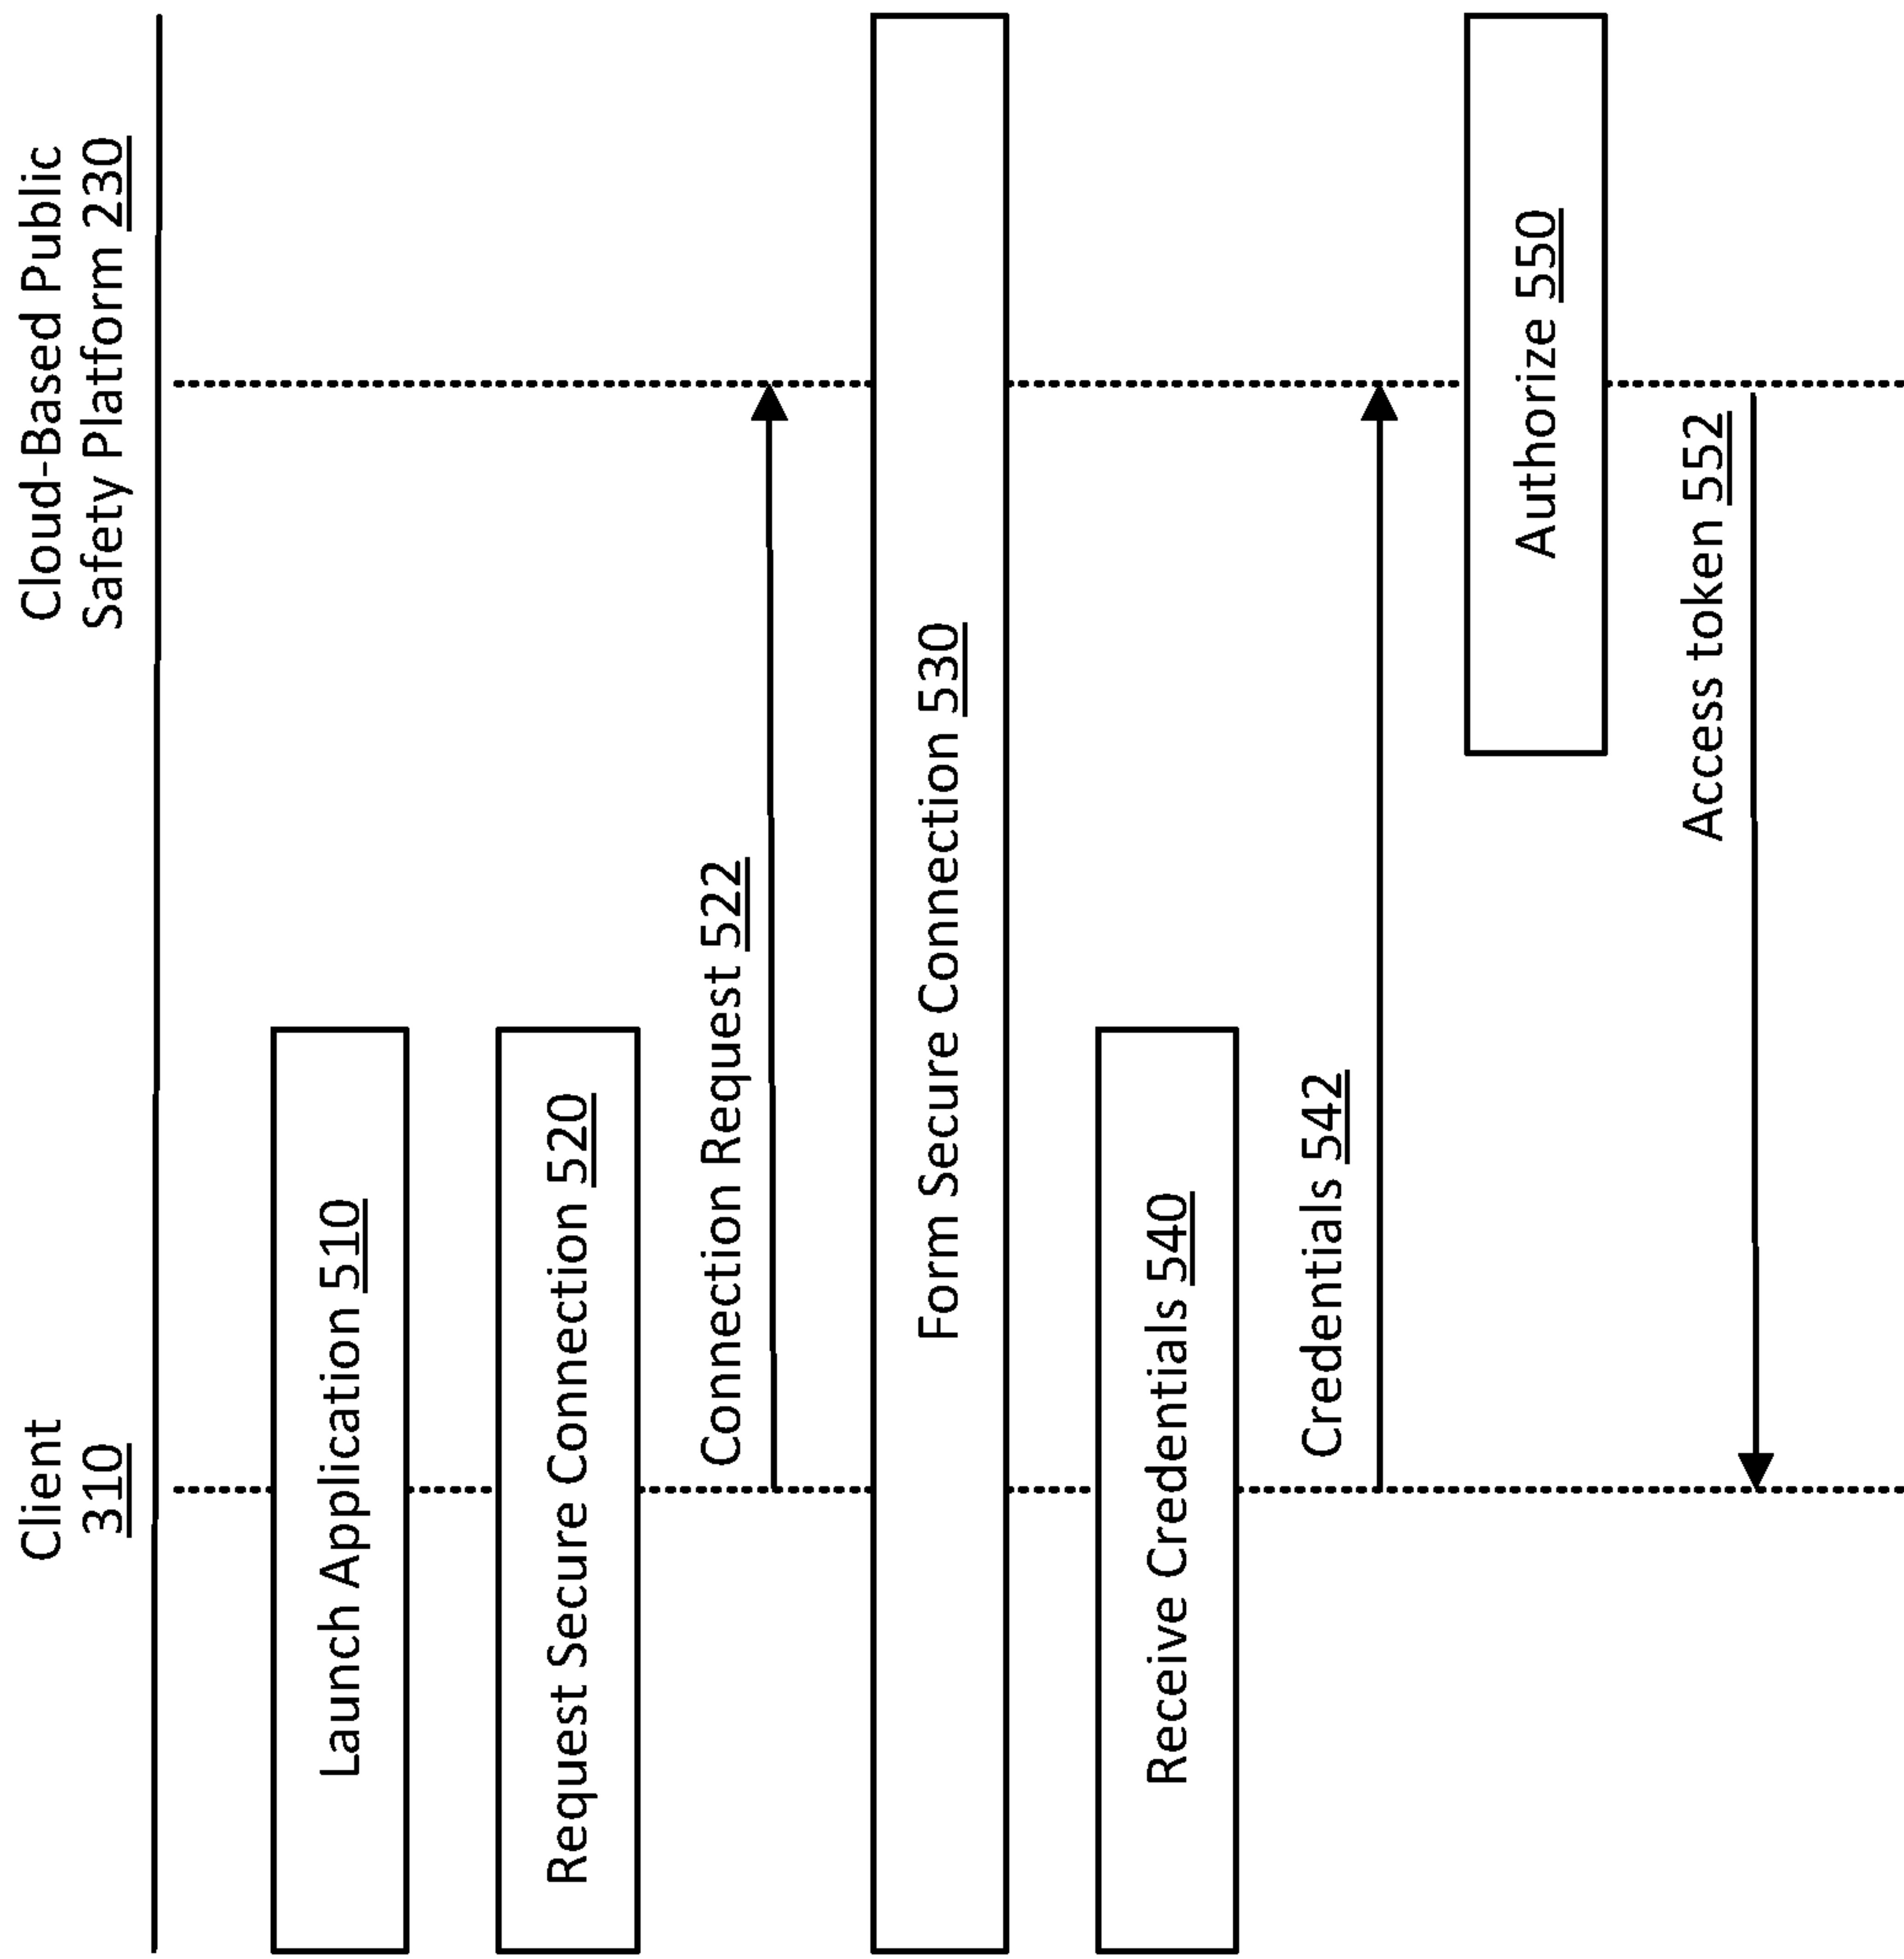 Client
310
Cloud-Based Public
Safety Platform 230
Launch Application 510
Request Secure Connection 520
Connection Request 522
Form Secure Connection 530
Receive Credentials 540
Credentials 542
Authorize 550
Access token 552